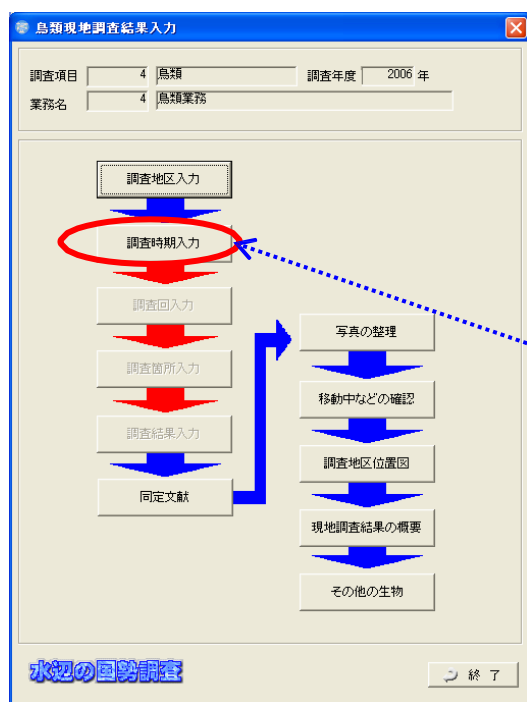 鳥類現地調査結果入力
調査項目 4 鳥類 調査年度 2006 年
業務名 4 鳥類業務
調査地区入力
調査時期入力
調査回入力
調査箇所入力
調査結果入力
同定文献
写真の整理
移動中などの確認
調査地区位置図
現地調査結果の概要
その他の生物
水辺の国勢調査
終 了